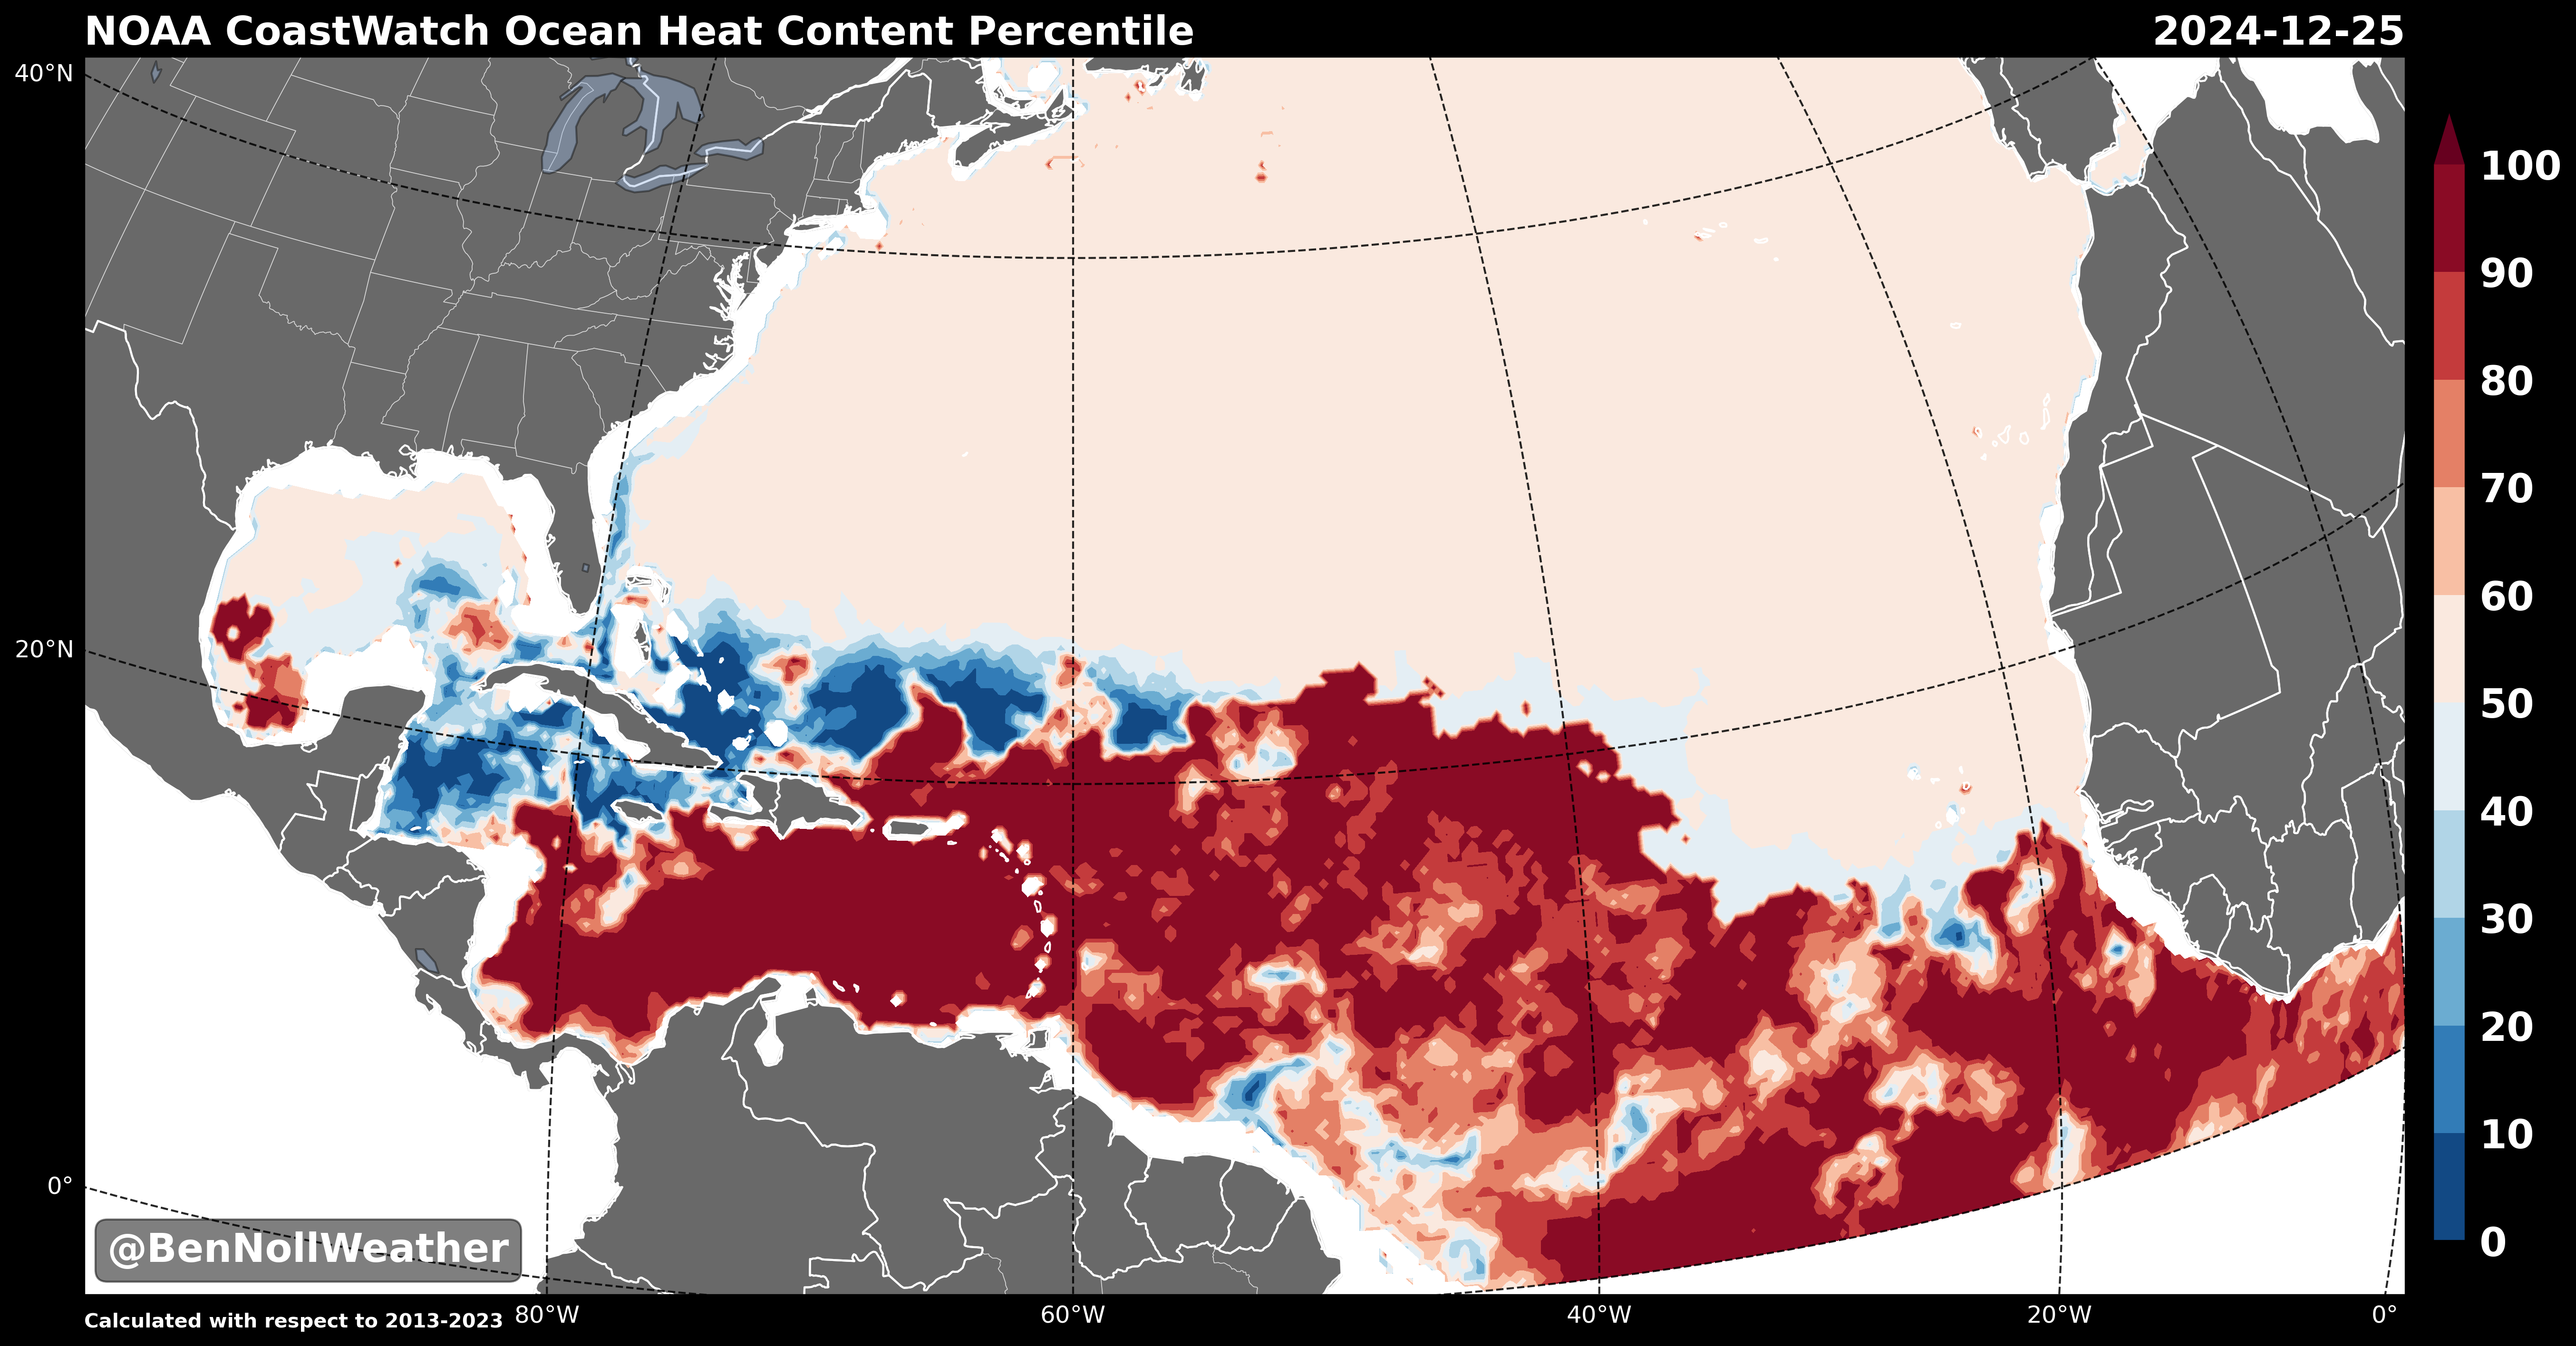 NOAA CoastWatch Ocean Heat Content Percentile
2024-12-25
40°N
20°N
0°
100
90
80
70
60
50
40
30
20
10
0
@BenNollWeather
Calculated with respect to 2013-2023
80°W
60°W
40°W
20°W
0°